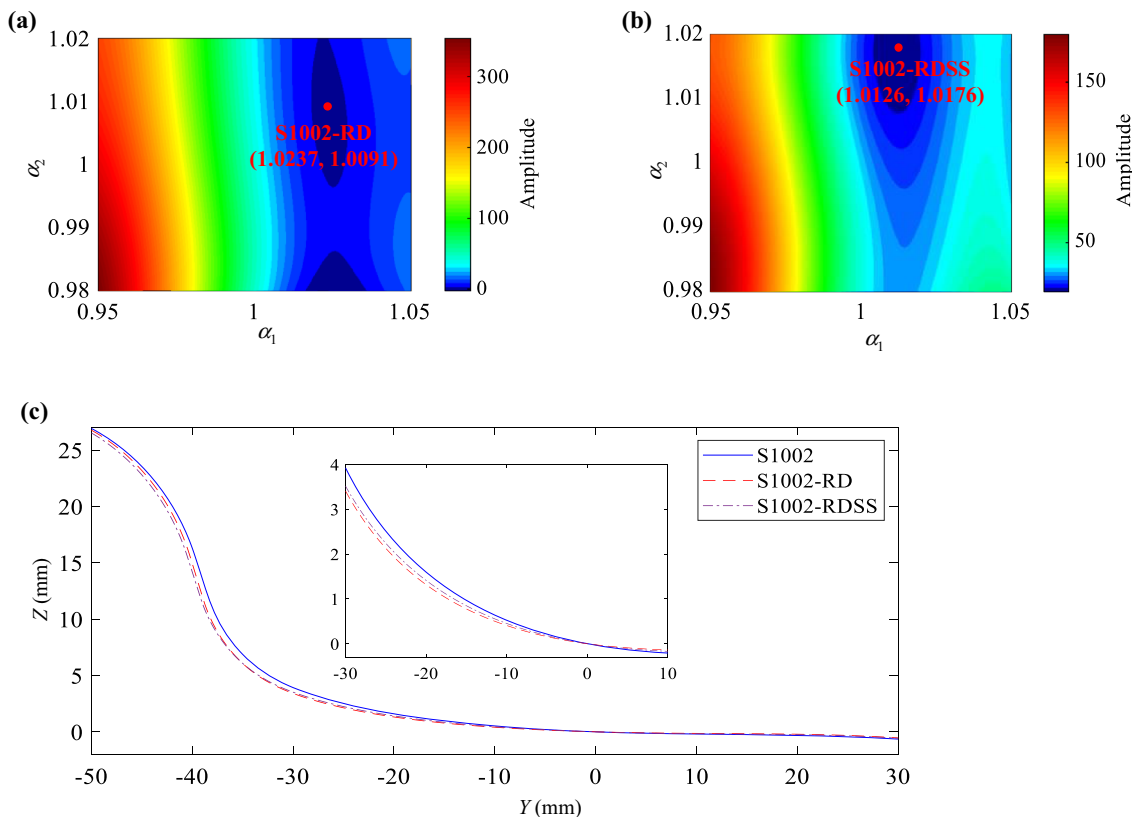 (a)
1.02
1.01
1
0.99
0.98
α2
0.95
1
1.05
α1
S1002-RD
(1.0237, 1.0091)
300
200
100
0
Amplitude
(b)
1.02
1.01
1
0.99
0.98
α2
0.95
1
1.05
α1
S1002-RDSS
(1.0126, 1.0176)
150
100
50
Amplitude
(c)
25
20
15
10
5
0
Z (mm)
-50 -40 -30 -20 -10 0 10 20 30
Y (mm)
4
3
2
1
0
-30 -20 -10 0 10
S1002
S1002-RD
S1002-RDSS